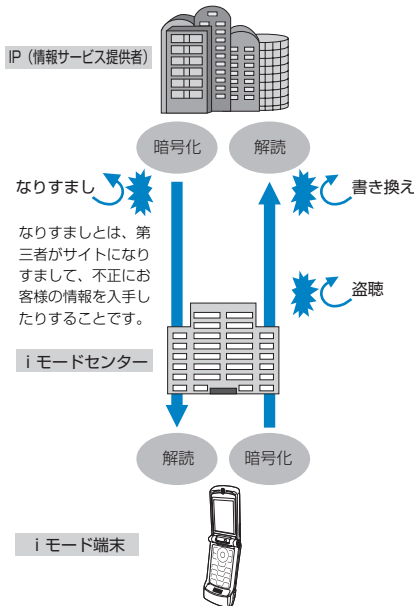 IP（情報サービス提供者）
暗号化
解読
なりすまし
書き換え
なりすましとは、第
三者がサイトになり
すまして、不正にお
客様の情報を入手し
たりすることです。
盗聴
ｉモードセンター
解読
暗号化
ｉモード端末